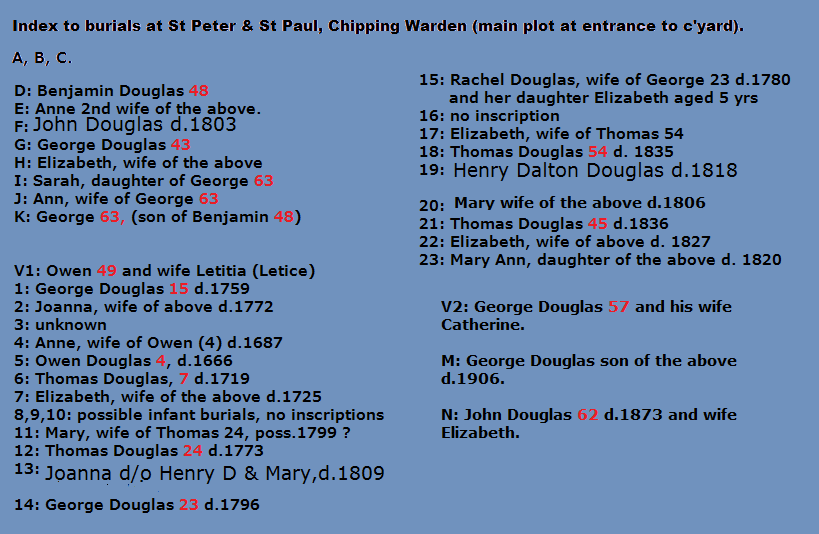 Index to burials at St Peter & St Paul, Chipping Warden (main plot at entrance to c'yard).
A, B, C.
D: Benjamin Douglas 48
E: Anne 2nd wife of the above.
F: John Douglas d.1803
G: George Douglas 43
H: Elizabeth, wife of the above
I: Sarah, daughter of George 63
J: Ann, wife of George 63
K: George 63, (son of Benjamin 48)
V1: Owen 49 and wife Letitia (Letice)
1: George Douglas 15 d.1759
2: Joanna, wife of above d.1772
3: unknown
4: Anne, wife of Owen (4) d.1687
5: Owen Douglas 4, d.1666
6: Thomas Douglas, 7 d.1719
7: Elizabeth, wife of the above d.1725
8,9,10: possible infant burials, no inscriptions
11: Mary, wife of Thomas 24, poss.1799 ?
12: Thomas Douglas 24 d.1773
13: Joanna d/o Henry D & Mary,d.1809
14: George Douglas 23 d.1796
15: Rachel Douglas, wife of George 23 d.1780
and her daughter Elizabeth aged 5 yrs
16: no inscription
17: Elizabeth, wife of Thomas 54
18: Thomas Douglas 54 d. 1835
19: Henry Dalton Douglas d.1818
20: Mary wife of the above d.1806
21: Thomas Douglas 45 d.1836
22: Elizabeth, wife of above d. 1827
23: Mary Ann, daughter of the above d. 1820
V2: George Douglas 57 and his wife
Catherine.
M: George Douglas son of the above
d.1906.
N: John Douglas 62 d.1873 and wife
Elizabeth.